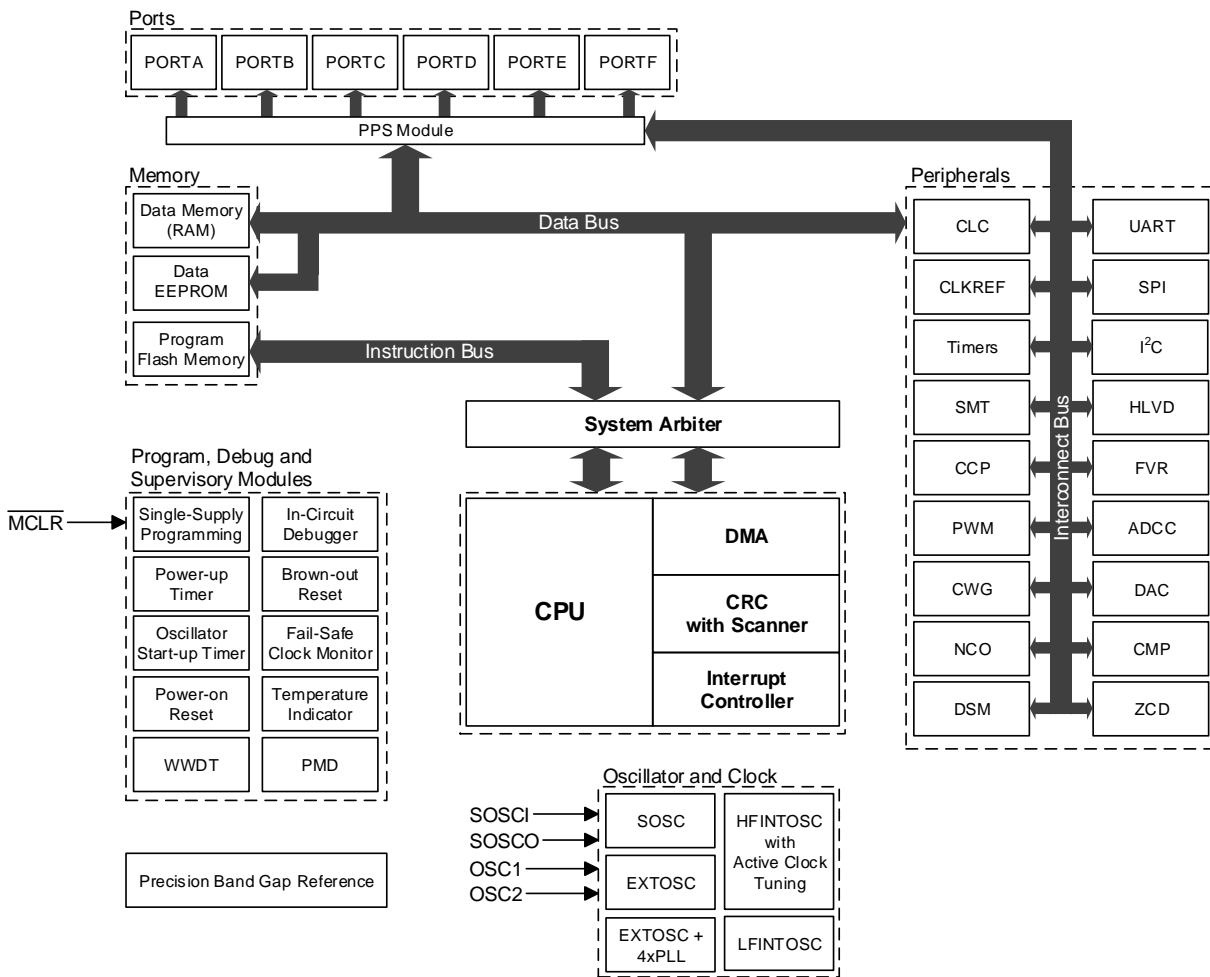 Ports
PORTA
PORTB
PORTC
PORTD
PORTE
PORTF
PPS Module
Memory
Data Memory
(RAM)
Data
EEPROM
Program
Flash Memory
Data Bus
Instruction Bus
System Arbiter
CPU
DMA
CRC
with Scanner
Interrupt
Controller
Peripherals
CLC
UART
CLKREF
SPI
Timers
I²C
SMT
HLVD
CCP
FVR
PWM
ADCC
CWG
DAC
NCO
CMP
DSM
ZCD
Interconnect Bus
Program, Debug and
Supervisory Modules
M̅C̅L̅R̅
Single-Supply
Programming
In-Circuit
Debugger
Power-up
Timer
Brown-out
Reset
Oscillator
Start-up Timer
Fail-Safe
Clock Monitor
Power-on
Reset
Temperature
Indicator
WWDT
PMD
Precision Band Gap Reference
Oscillator and Clock
SOSCI
SOSCO
OSC1
OSC2
SOSC
HFINTOSC
with
Active Clock
Tuning
EXTOSC
EXTOSC +
4xPLL
LFINTOSC